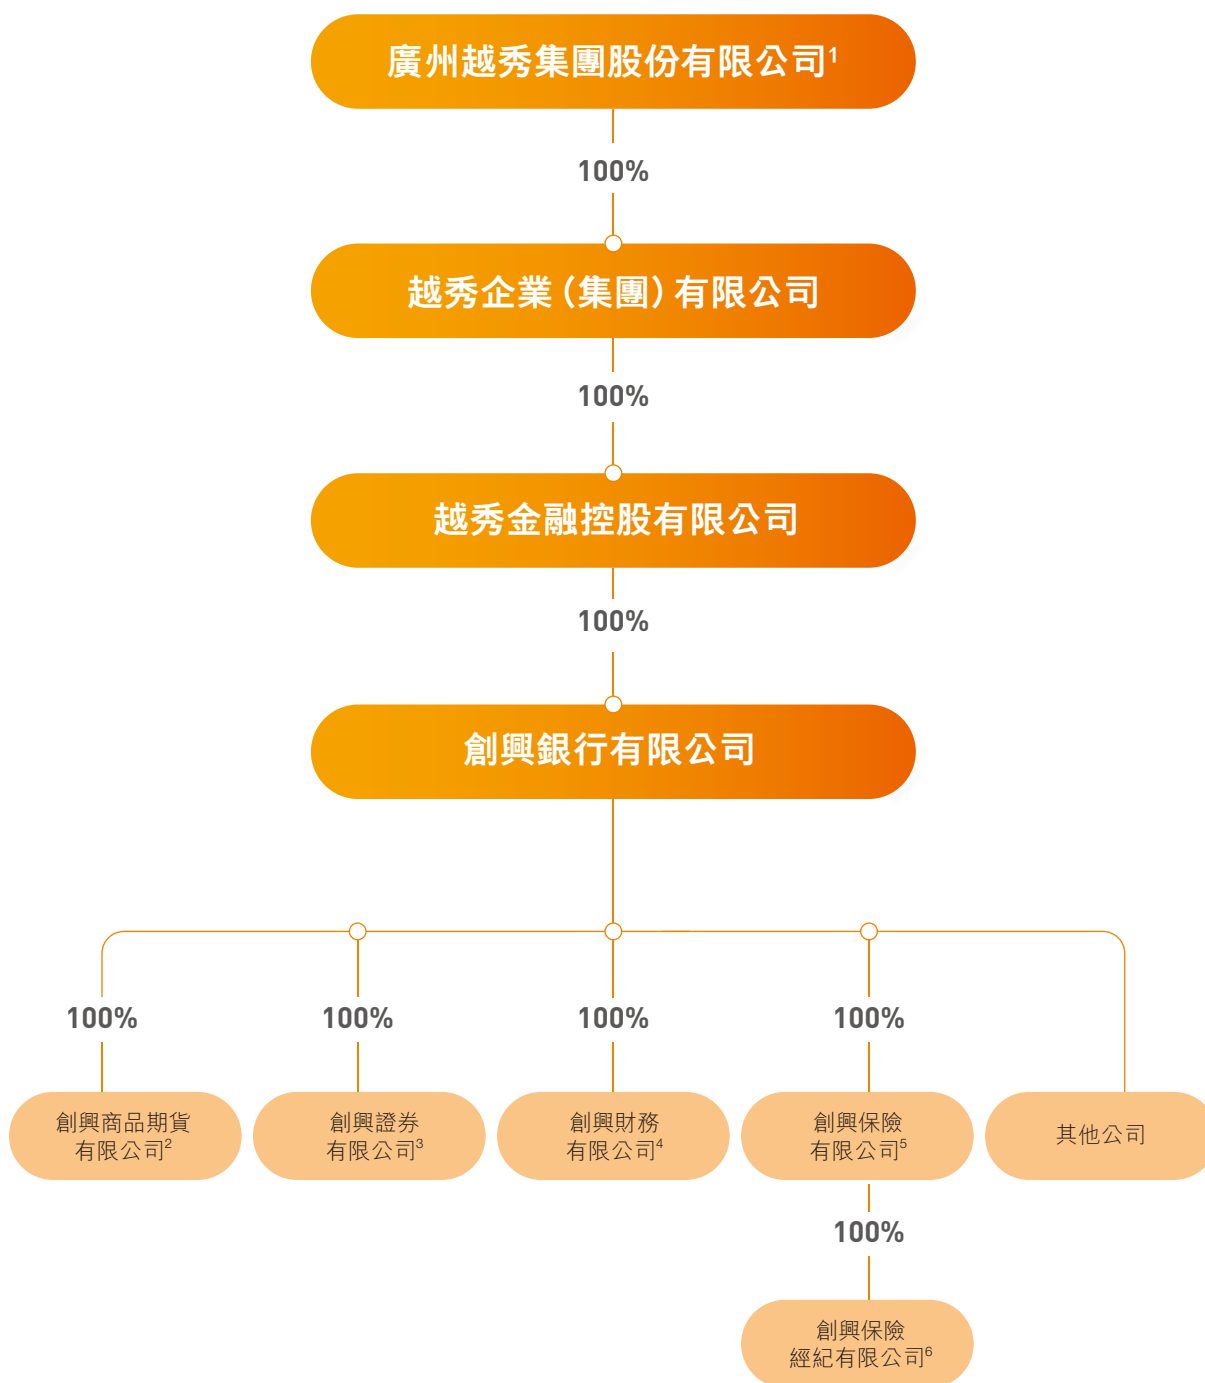 廣州越秀集團股份有限公司1
100%
越秀企業（集團）有限公司
100%
越秀金融控股有限公司
100%
創興銀行有限公司
100%
100%
100%
100%
創興商品期貨
有限公司2
創興證券
有限公司3
創興財務
有限公司4
創興保險
有限公司5
其他公司
100%
創興保險
經紀有限公司6